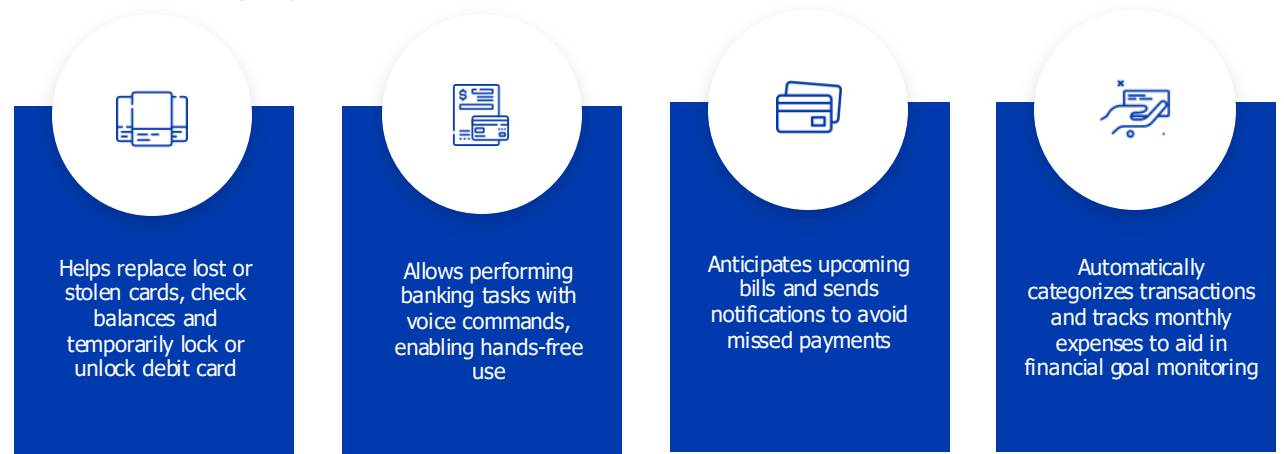 Helps replace lost or
stolen cards, check
balances and
temporarily lock or
unlock debit card
Allows performing
banking tasks with
voice commands,
enabling hands-free
use
Anticipates upcoming
bills and sends
notifications to avoid
missed payments
Automatically
categorizes transactions
and tracks monthly
expenses to aid in
financial goal monitoring